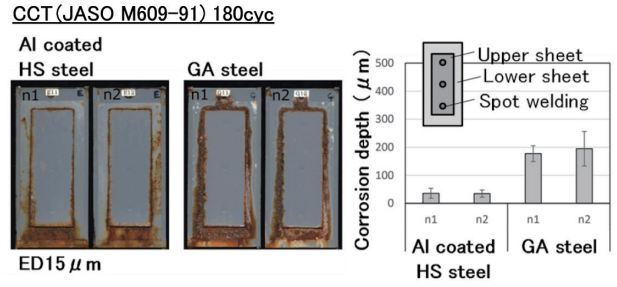 CCT(JASO M609-91) 180cyc
Al coated
HS steel
GA steel
n1
n2
n1
n2
ED15μm
Corrosion depth (μm)
500
400
300
200
100
0
Upper sheet
Lower sheet
Spot welding
n1
n2
n1
n2
Al coated
HS steel
GA steel